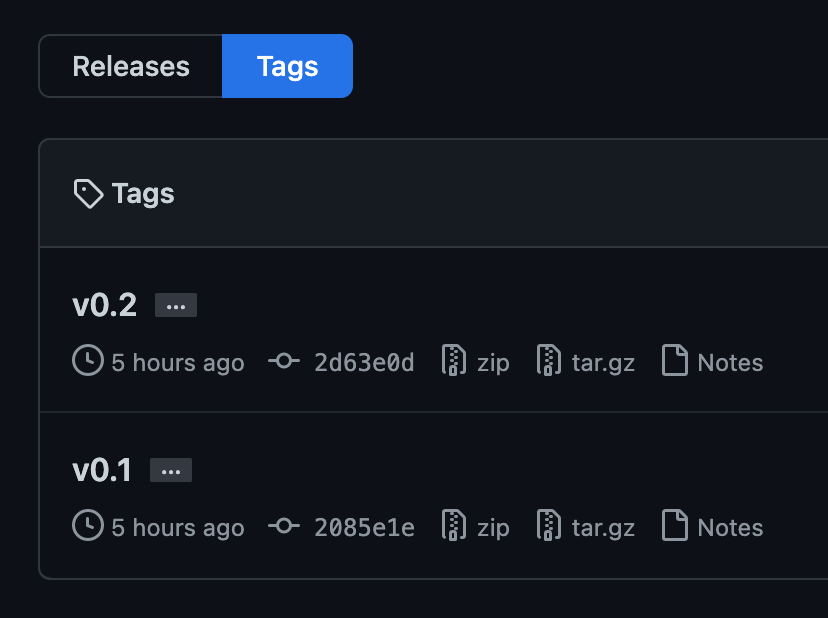 Releases Tags
Tags
v0.2 ...
5 hours ago 2d63e0d zip tar.gz Notes
v0.1 ...
5 hours ago 2085e1e zip tar.gz Notes